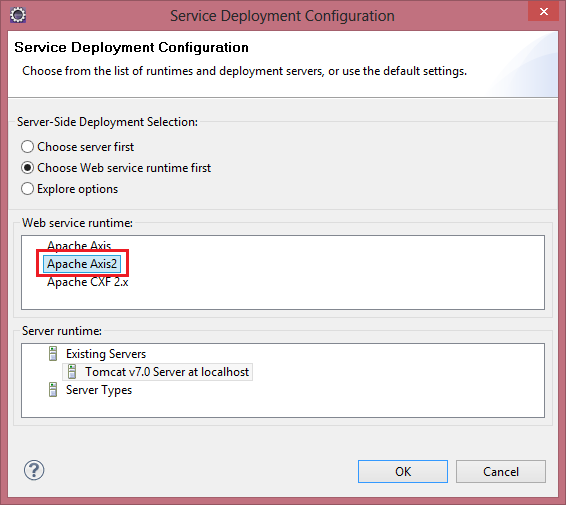 Service Deployment Configuration
Service Deployment Configuration
Choose from the list of runtimes and deployment servers, or use the default settings.
Server-Side Deployment Selection:
Choose server first
Choose Web service runtime first
Explore options
Web service runtime:
Apache Axis
Apache Axis2
Apache CXF 2.x
Server runtime:
Existing Servers
Tomcat v7.0 Server at localhost
Server Types
OK
Cancel